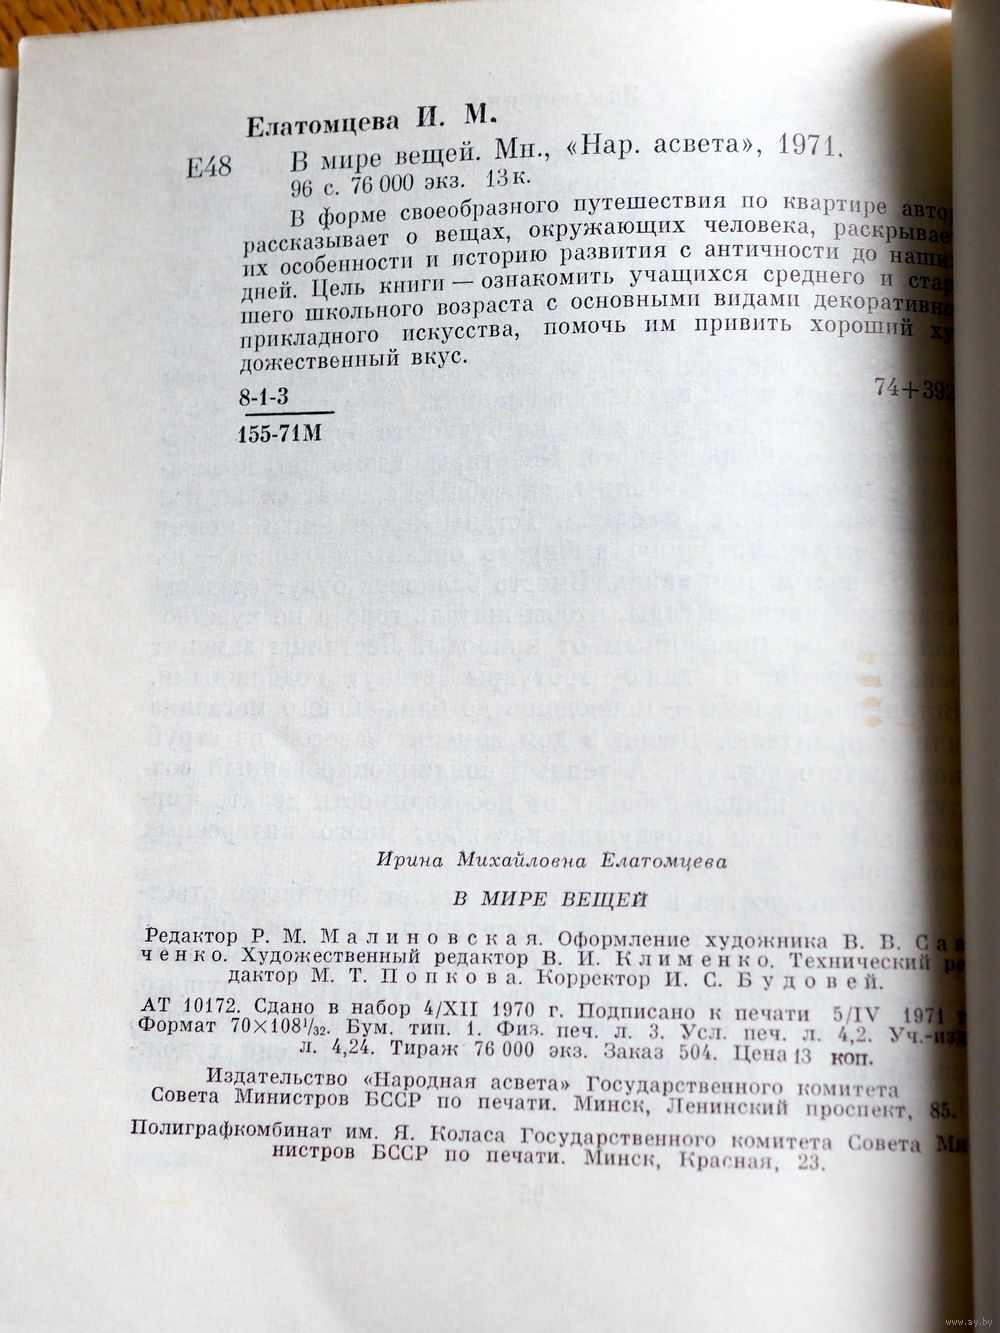 Елатомцева И. М.
Е48 В мире вещей. Мн., «Нар. асвета», 1971.
96 с. 76 000 экз. 13 к.
В форме своеобразного путешествия по квартире авто
рассказывает о вещах, окружающих человека, раскрывае
их особенности и историю развития с античности до наши
дней. Цель книги — ознакомить учащихся среднего и стар
шего школьного возраста с основными видами декоративно
прикладного искусства, помочь им привить хороший ху
дожественный вкус.
8-1-3 74+392
155-71М
Ирина Михайловна Елатомцева
В МИРЕ ВЕЩЕЙ
Редактор Р. М. Малиновская. Оформление художника В. В. Сав
ченко. Художественный редактор В. И. Клименко. Технический ре
дактор М. Т. Попкова. Корректор И. С. Будовей.
АТ 10172. Сдано в набор 4/XII 1970 г. Подписано к печати 5/IV 1971 г
Формат 70×108¹/₃₂. Бум. тип. 1. Физ. печ. л. 3. Усл. печ. л. 4,2. Уч.-изд
л. 4,24. Тираж 76 000 экз. Заказ 504. Цена 13 коп.
Издательство «Народная асвета» Государственного комитета
Совета Министров БССР по печати. Минск, Ленинский проспект, 85.
Полиграфкомбинат им. Я. Коласа Государственного комитета Совета Ми
нистров БССР по печати. Минск, Красная, 23.
www.ay.by